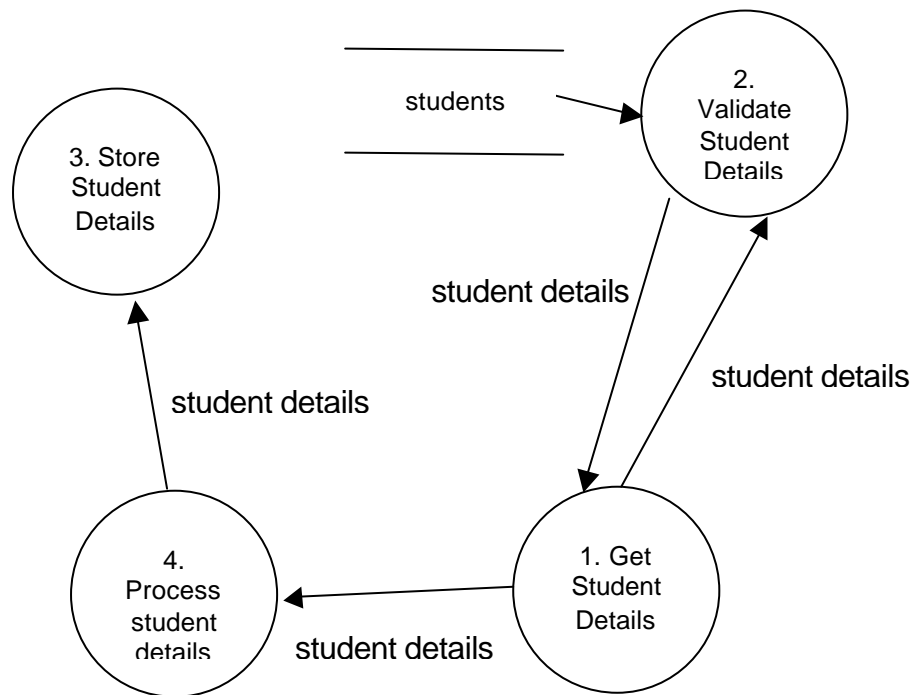 students
2.
Validate
Student
Details
3. Store
Student
Details
student details
student details
student details
4.
Process
student
details
1. Get
Student
Details
student details